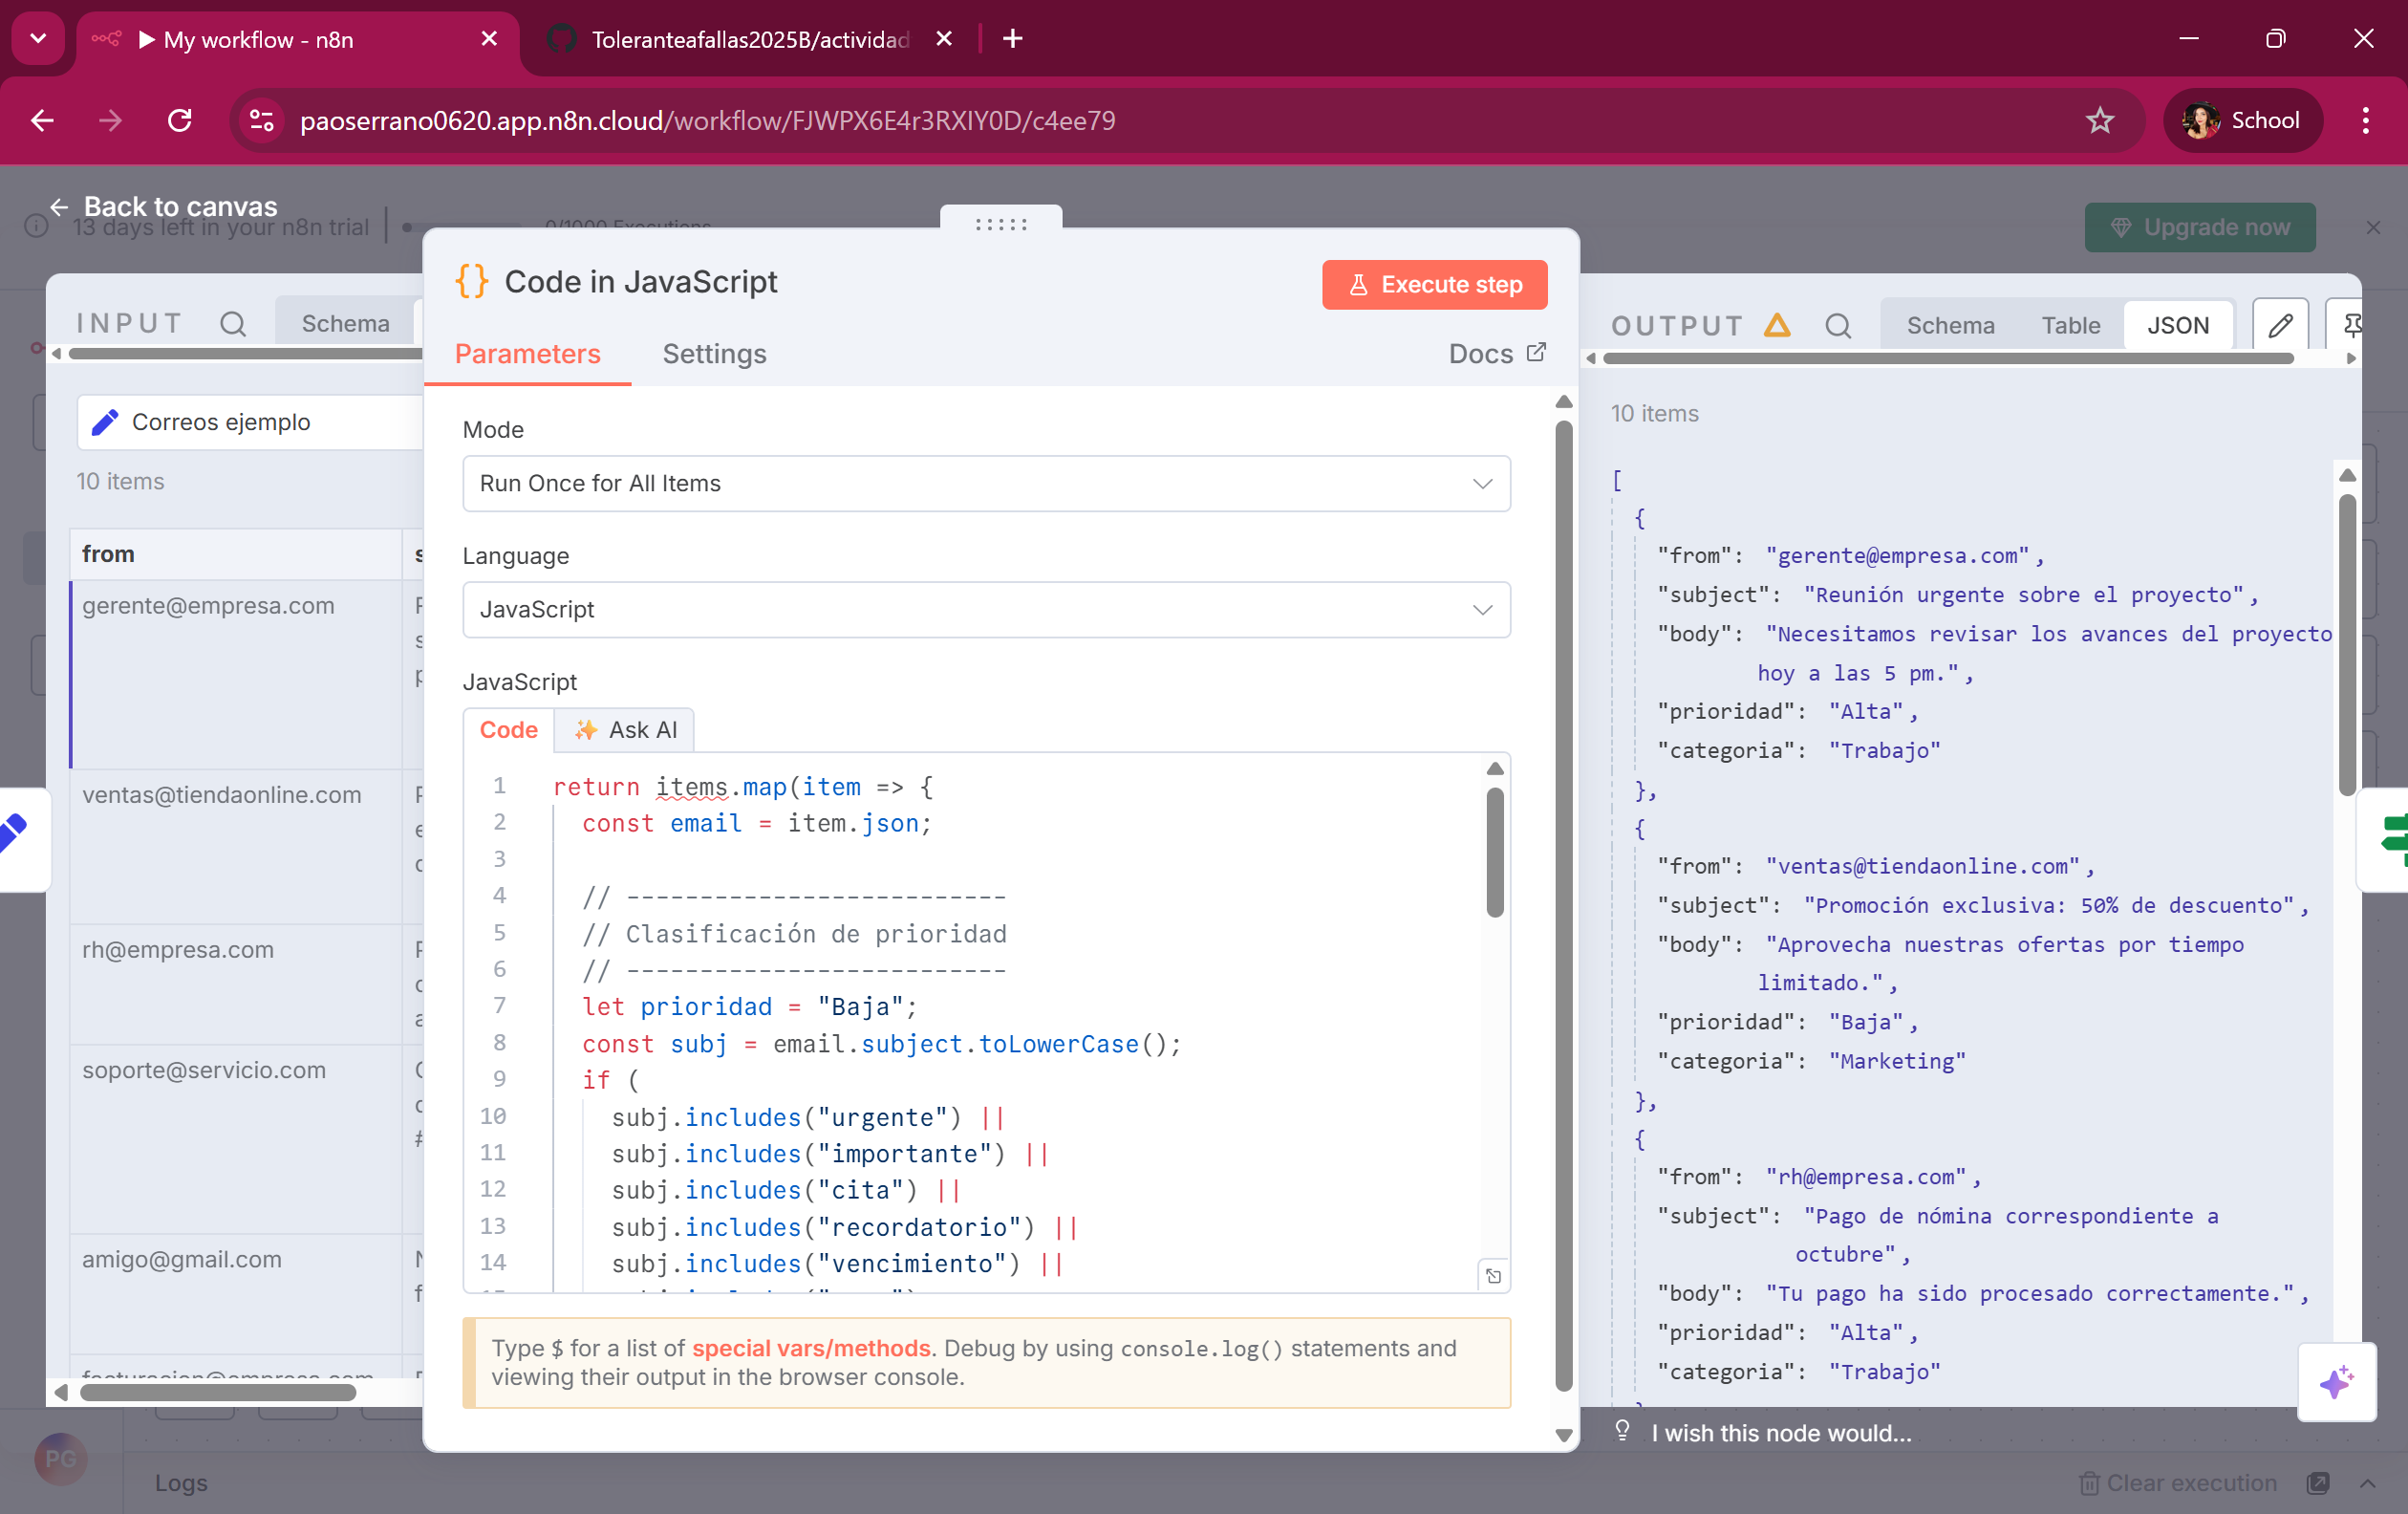 My workflow - n8n
Toleranteafallas2025B/actividad
paoserrano0620.app.n8n.cloud/workflow/FJWPX6E4r3RXIY0D/c4ee79
School
Back to canvas
13 days left in your n8n trial
0/1000 Executions
Upgrade now
INPUT
Schema
Correos ejemplo
10 items
from
gerente@empresa.com
ventas@tiendaonline.com
rh@empresa.com
soporte@servicio.com
amigo@gmail.com
facturacion@empresa.com
Code in JavaScript
Execute step
Parameters
Settings
Docs
Mode
Run Once for All Items
Language
JavaScript
JavaScript
Code
Ask AI
1 return items.map(item => {
2 const email = item.json;
3
4 // --------------------------
5 // Clasificación de prioridad
6 // --------------------------
7 let prioridad = "Baja";
8 const subj = email.subject.toLowerCase();
9 if (
10 subj.includes("urgente") ||
11 subj.includes("importante") ||
12 subj.includes("cita") ||
13 subj.includes("recordatorio") ||
14 subj.includes("vencimiento") ||
Type $ for a list of special vars/methods. Debug by using console.log() statements and
viewing their output in the browser console.
OUTPUT
Schema
Table
JSON
10 items
[
{
"from": "gerente@empresa.com",
"subject": "Reunión urgente sobre el proyecto",
"body": "Necesitamos revisar los avances del proyecto
hoy a las 5 pm.",
"prioridad": "Alta",
"categoria": "Trabajo"
},
{
"from": "ventas@tiendaonline.com",
"subject": "Promoción exclusiva: 50% de descuento",
"body": "Aprovecha nuestras ofertas por tiempo
limitado.",
"prioridad": "Baja",
"categoria": "Marketing"
},
{
"from": "rh@empresa.com",
"subject": "Pago de nómina correspondiente a
octubre",
"body": "Tu pago ha sido procesado correctamente.",
"prioridad": "Alta",
"categoria": "Trabajo"
I wish this node would...
PG
Logs
Clear execution